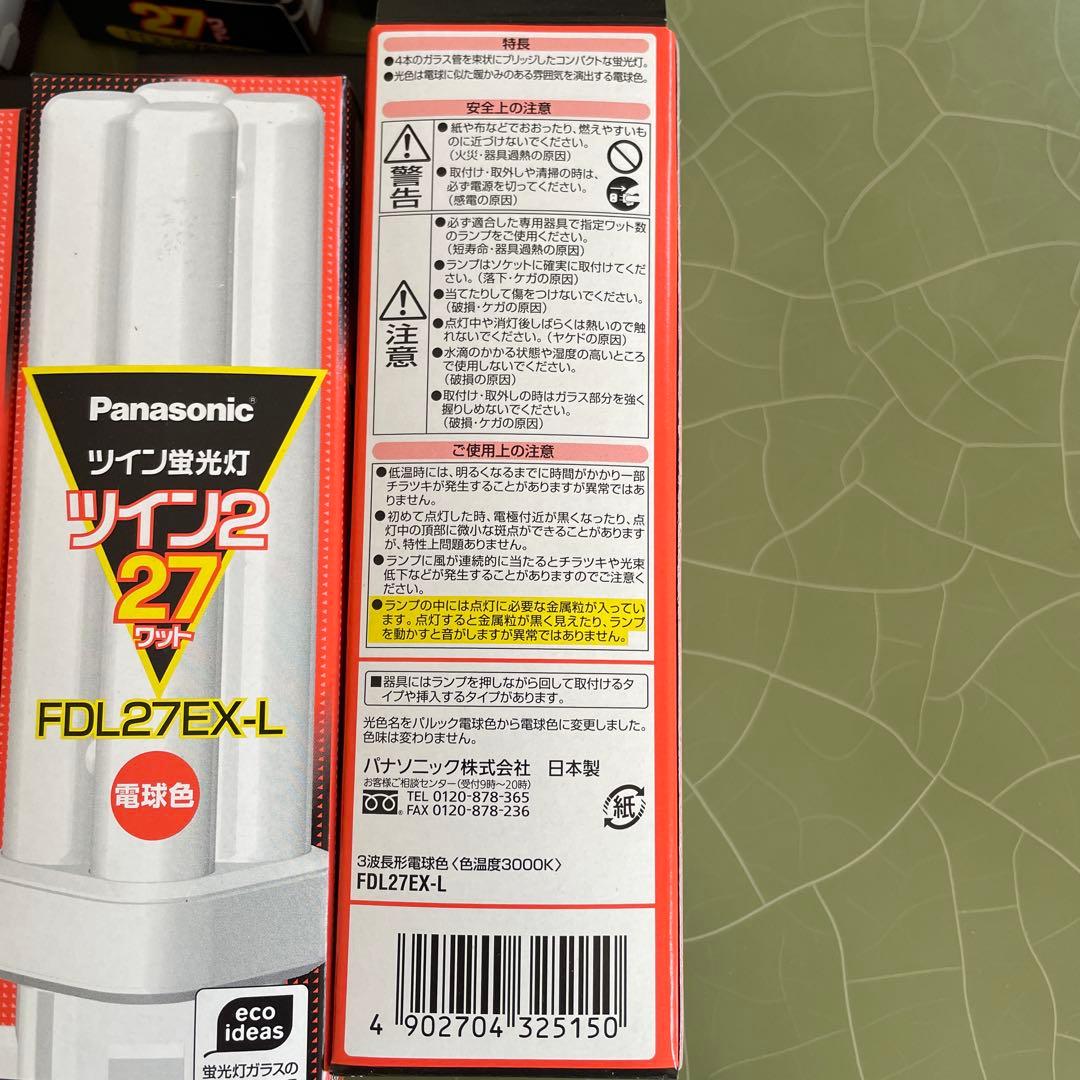 27
ワット
Panasonic®
ツイン蛍光灯
ツイン2
27
ワット
FDL27EX-L
電球色
eco
ideas
蛍光灯ガラスの
特長
●4本のガラス管を束状にブリッジしたコンパクトな蛍光灯。
●光色は電球に似た暖かみのある雰囲気を演出する電球色。
安全上の注意
警告
●紙や布などでおおったり、燃えやすいも
のに近づけないでください。
(火災・器具過熱の原因)
●取付け・取外しや清掃の時は、
必ず電源を切ってください。
(感電の原因)
注意
●必ず適合した専用器具で指定ワット数
のランプをご使用ください。
(短寿命・器具過熱の原因)
●ランプはソケットに確実に取付けてくだ
さい。(落下・ケガの原因)
●当てたりして傷をつけないでください。
(破損・ケガの原因)
●点灯中や消灯後しばらくは熱いので触
れないでください。(ヤケドの原因)
●水滴のかかる状態や湿度の高いところ
で使用しないでください。
(破損の原因)
●取付け・取外しの時はガラス部分を強く
握りしめないでください。
(破損・ケガの原因)
ご使用上の注意
●低温時には、明るくなるまでに時間がかかり一部
チラツキが発生することがありますが異常ではあ
りません。
●初めて点灯した時、電極付近が黒くなったり、点
灯中の頂部に微小な斑点ができることがあります
が、特性上問題ありません。
●ランプに風が連続的に当たるとチラツキや光束
低下などが発生することがありますのでご注意く
ださい。
●ランプの中には点灯に必要な金属粒が入ってい
ます。点灯すると金属粒が黒く見えたり、ランプ
を動かすと音がしますが異常ではありません。
■器具にはランプを押しながら回して取付けるタ
イプや挿入するタイプがあります。
光色名をパルック電球色から電球色に変更しました。
色味は変わりません。
パナソニック株式会社 日本製
お客様ご相談センター(受付9時〜20時)
TEL 0120-878-365
FAX 0120-878-236
紙
3波長形電球色〈色温度3000K〉
FDL27EX-L
4 902704 325150